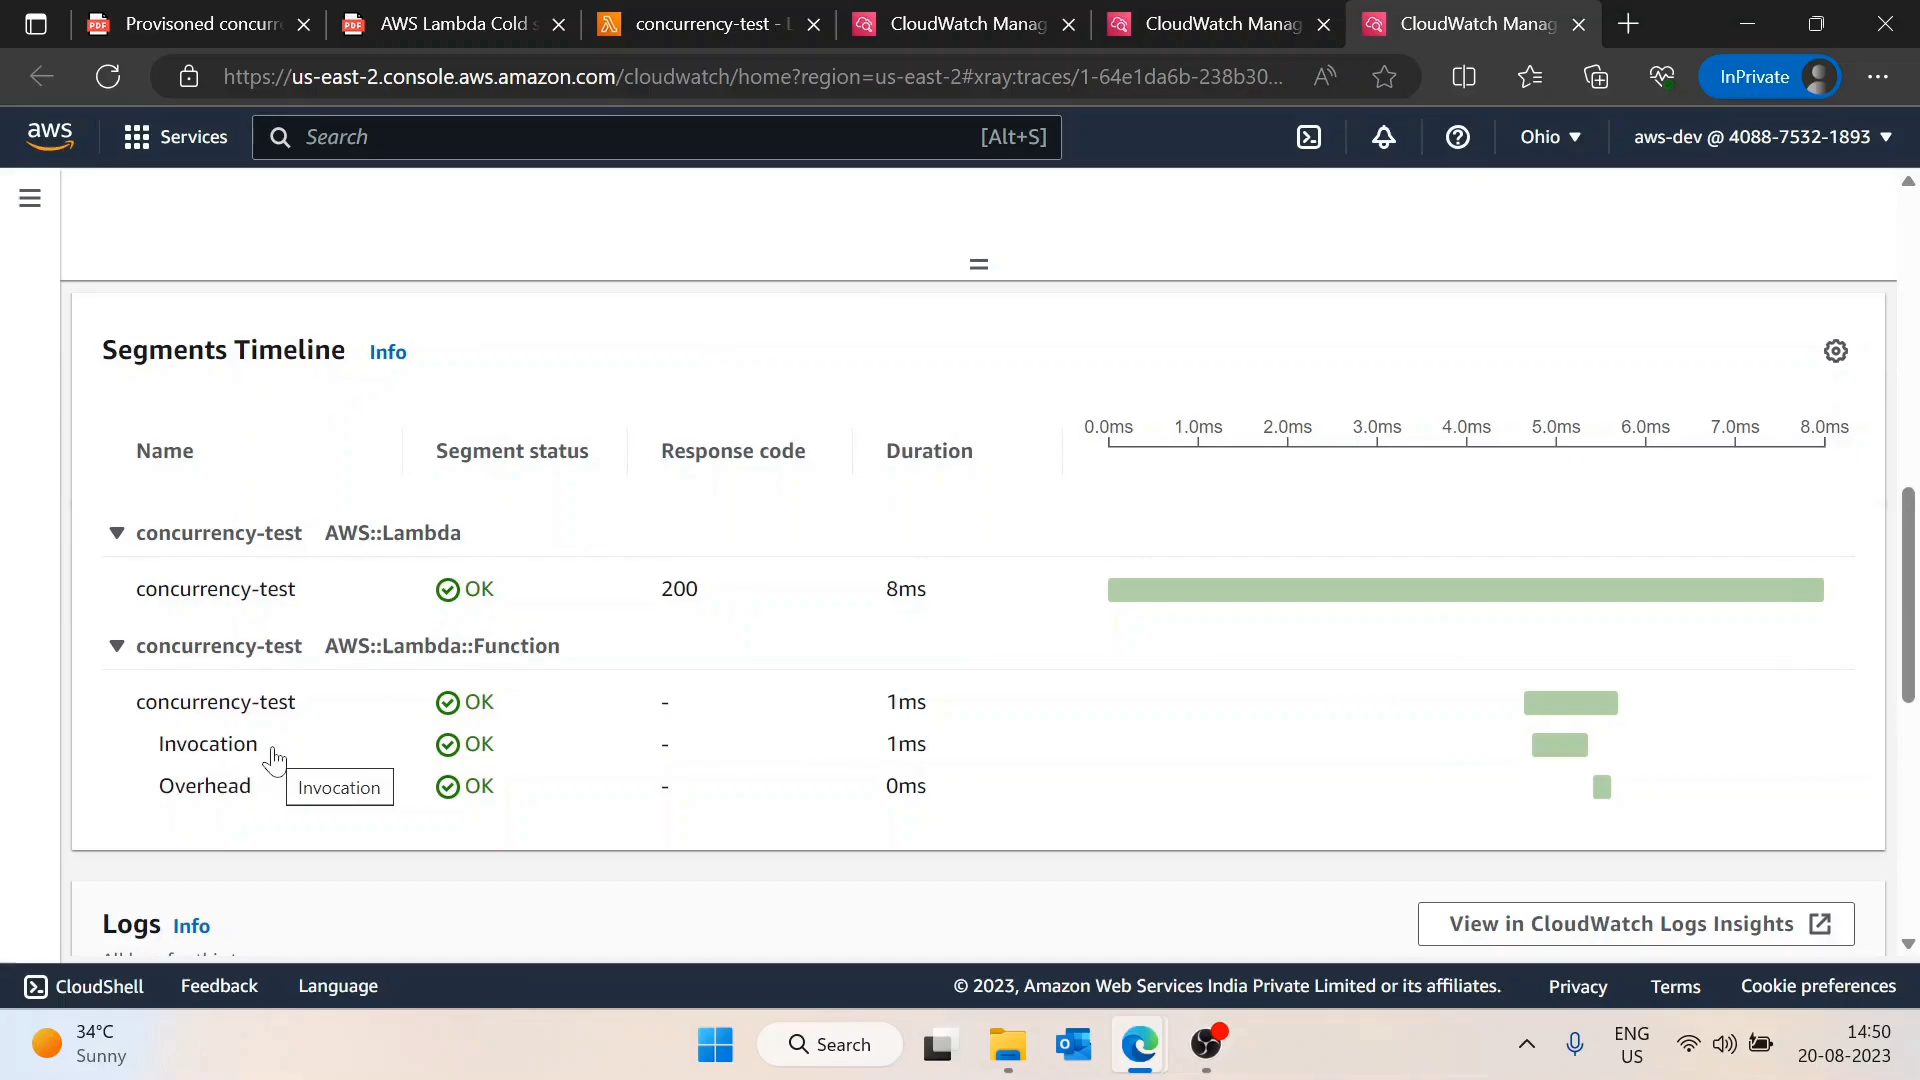 Provisoned concurr
AWS Lambda Cold s
concurrency-test - L
CloudWatch Manag
CloudWatch Manag
CloudWatch Manag
https://us-east-2.console.aws.amazon.com/cloudwatch/home?region=us-east-2#xray:traces/1-64e1da6b-238b30...
InPrivate
aws
Services
Search
[Alt+S]
Ohio
aws-dev @ 4088-7532-1893
Segments Timeline Info
0.0ms 1.0ms 2.0ms 3.0ms 4.0ms 5.0ms 6.0ms 7.0ms 8.0ms
Name Segment status Response code Duration
concurrency-test AWS::Lambda
concurrency-test OK 200 8ms
concurrency-test AWS::Lambda::Function
concurrency-test OK - 1ms
Invocation OK - 1ms
Overhead OK - 0ms
Invocation
Logs Info
View in CloudWatch Logs Insights
CloudShell Feedback Language
© 2023, Amazon Web Services India Private Limited or its affiliates. Privacy Terms Cookie preferences
34°C
Sunny
Search
ENG
US
14:50
20-08-2023